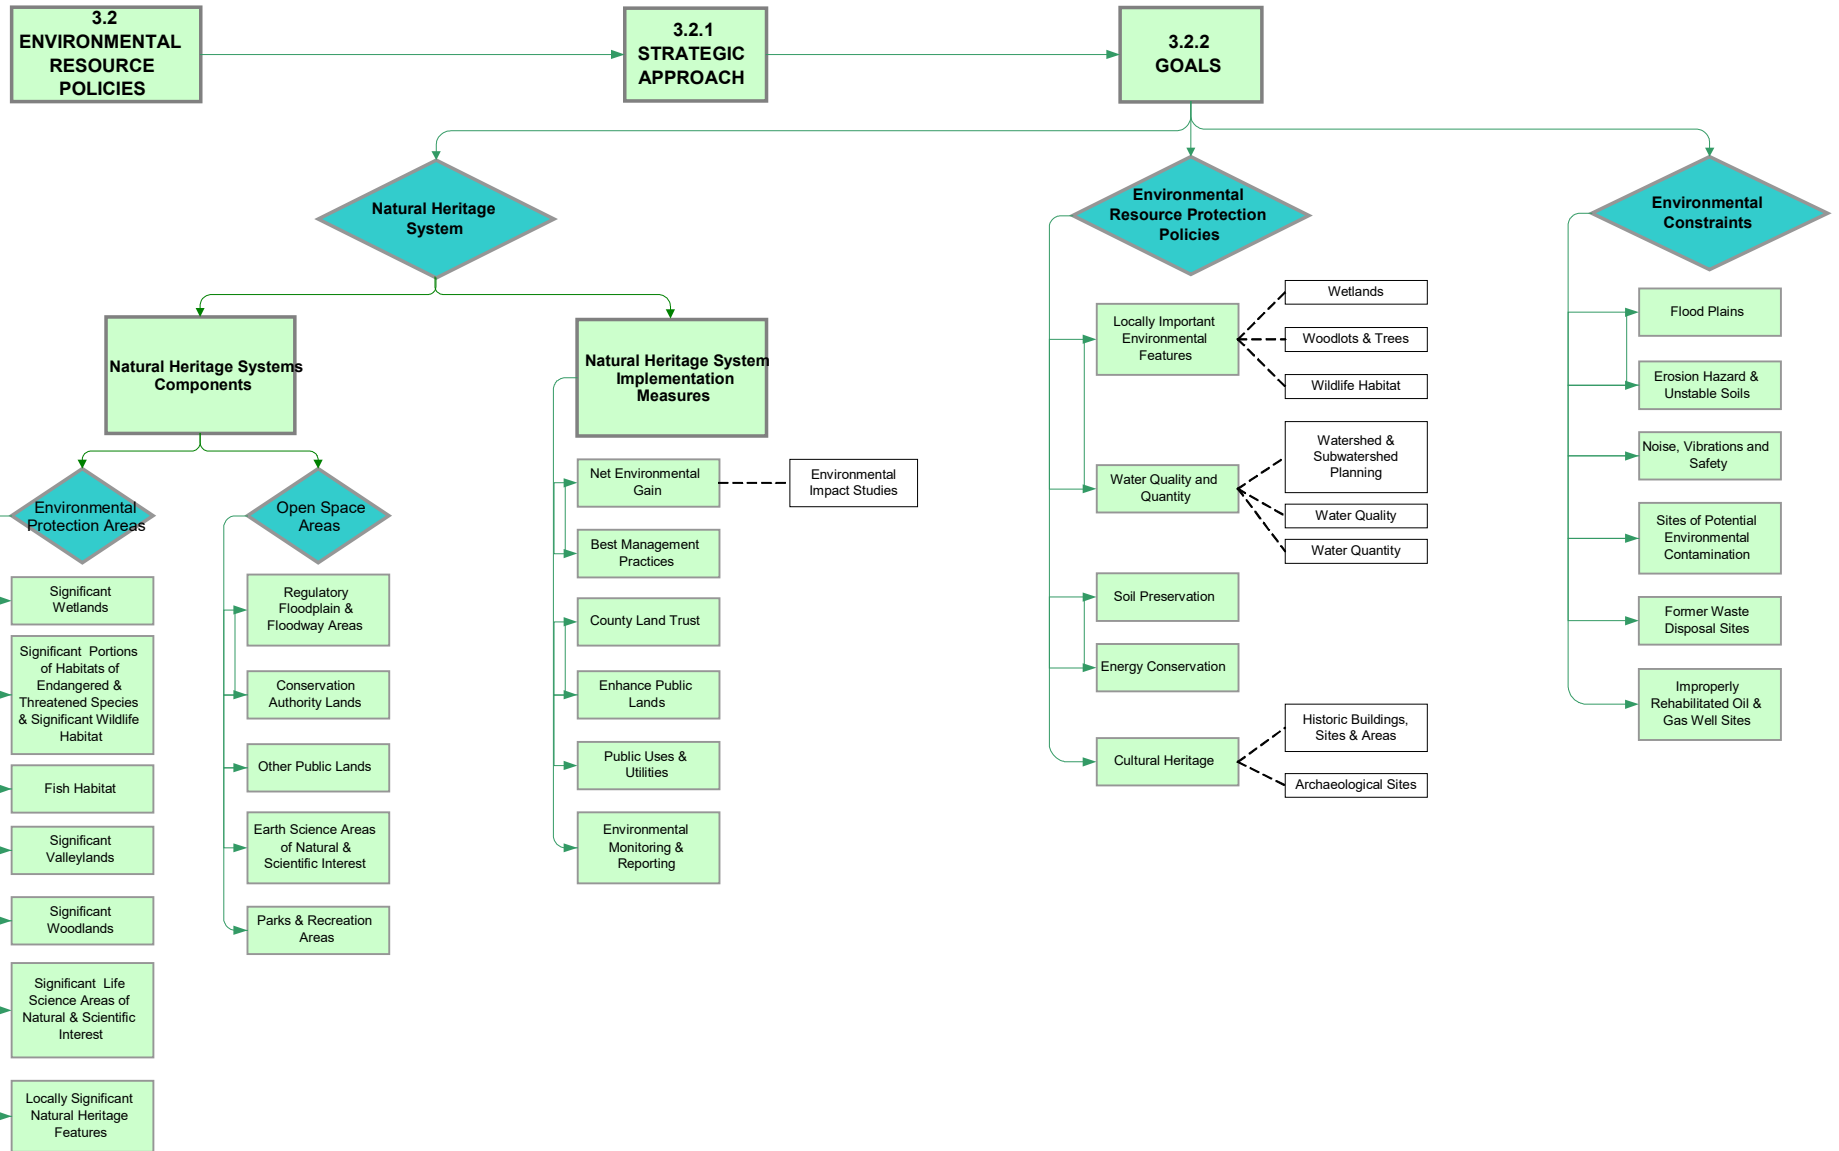 3.2
ENVIRONMENTAL
RESOURCE
POLICIES
3.2.1
STRATEGIC
APPROACH
3.2.2
GOALS
Natural Heritage
System
Environmental
Resource Protection
Policies
Environmental
Constraints
Natural Heritage Systems
Components
Natural Heritage System
Implementation
Measures
Environmental
Protection Areas
Open Space
Areas
Significant
Wetlands
Significant Portions
of Habitats of
Endangered &
Threatened Species
& Significant Wildlife
Habitat
Fish Habitat
Significant
Valleylands
Significant
Woodlands
Significant Life
Science Areas of
Natural & Scientific
Interest
Locally Significant
Natural Heritage
Features
Regulatory
Floodplain &
Floodway Areas
Conservation
Authority Lands
Other Public Lands
Earth Science Areas
of Natural &
Scientific Interest
Parks & Recreation
Areas
Net Environmental
Gain
Environmental
Impact Studies
Best Management
Practices
County Land Trust
Enhance Public
Lands
Public Uses &
Utilities
Environmental
Monitoring &
Reporting
Locally Important
Environmental
Features
Wetlands
Woodlots & Trees
Wildlife Habitat
Water Quality and
Quantity
Watershed &
Subwatershed
Planning
Water Quality
Water Quantity
Soil Preservation
Energy Conservation
Cultural Heritage
Historic Buildings,
Sites & Areas
Archaeological Sites
Flood Plains
Erosion Hazard &
Unstable Soils
Noise, Vibrations and
Safety
Sites of Potential
Environmental
Contamination
Former Waste
Disposal Sites
Improperly
Rehabilitated Oil &
Gas Well Sites